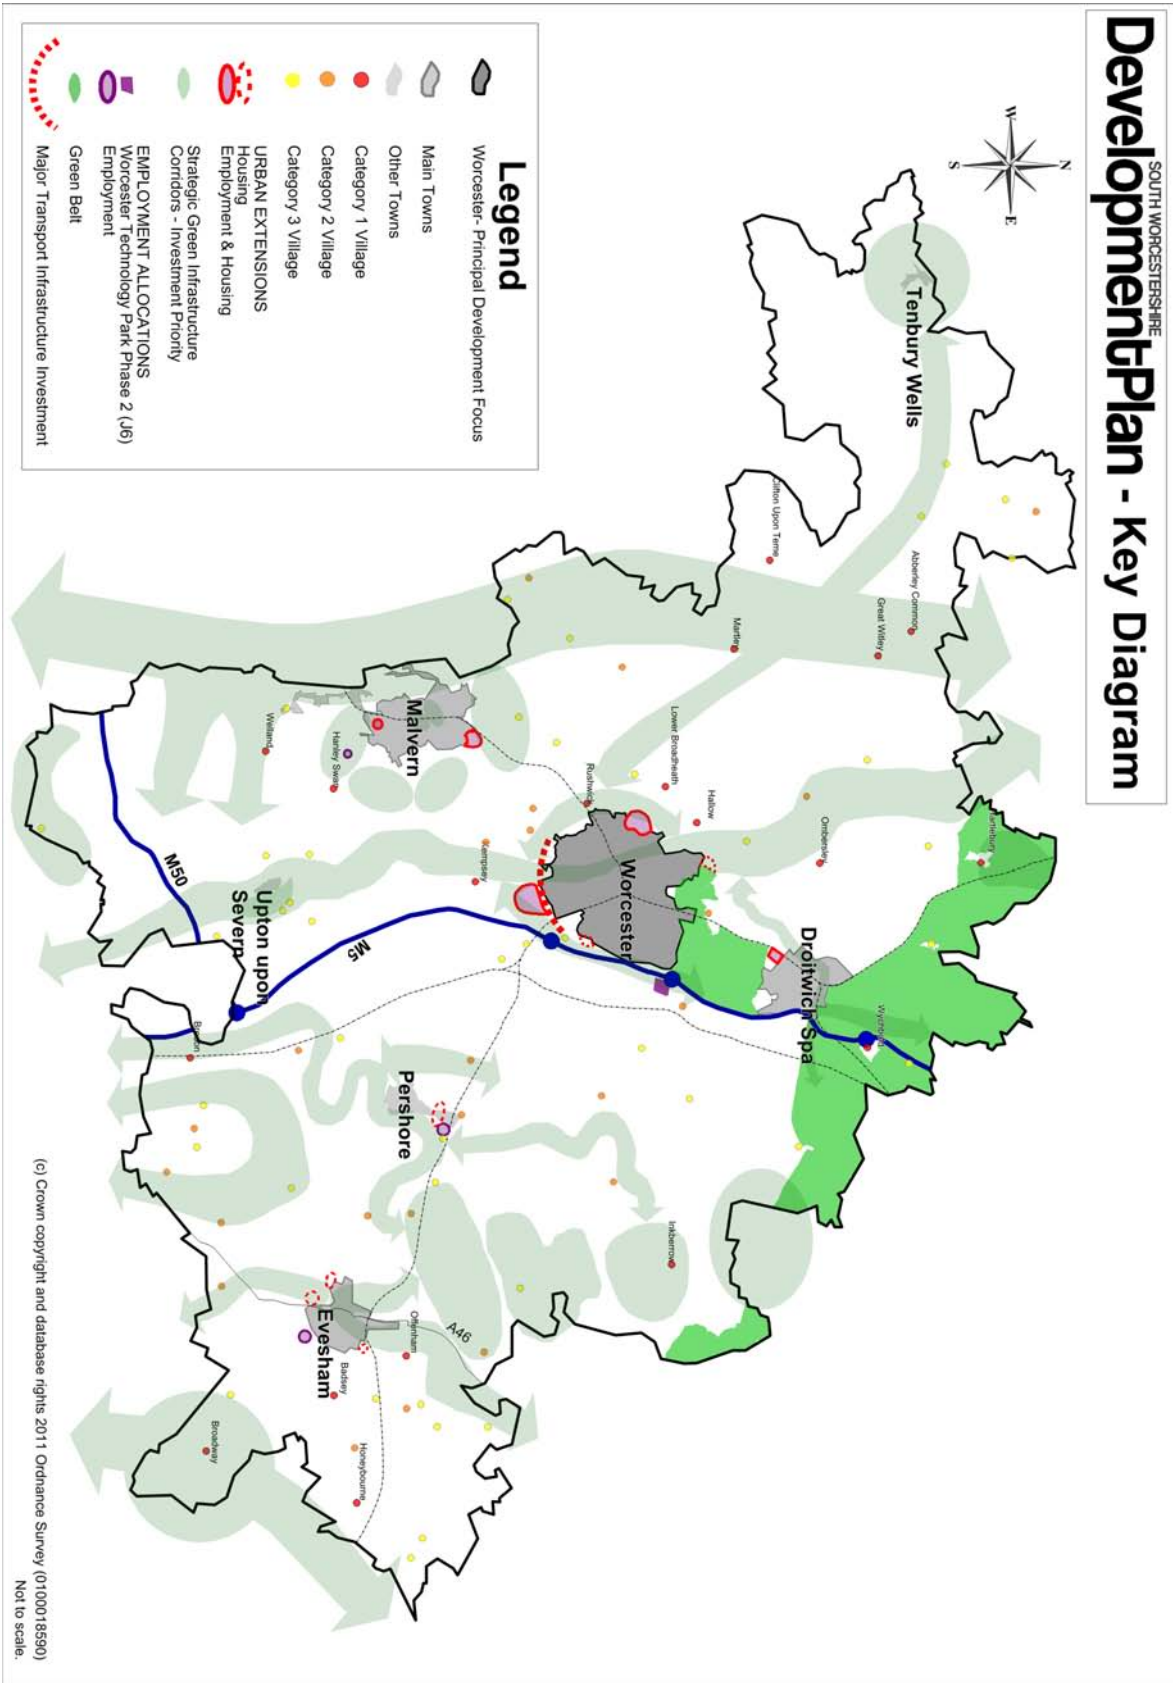 SOUTH WORCESTERSHIRE
DevelopmentPlan - Key Diagram
N
W
E
S
Tenbury Wells
Clifton Upon Teme
Abberley Common
Great Witley
Martley
Lower Broadheath
Hallow
Rushwick
Ombersley
Hartlebury
Worcester
Droitwich Spa
Wychbold
Malvern
Hanley Swan
Welland
Kempsey
Upton upon
Severn
M50
M5
Bredon
Pershore
Inkberrow
A46
Offenham
Evesham
Badsey
Honeybourne
Broadway
Legend
Worcester- Principal Development Focus
Main Towns
Other Towns
Category 1 Village
Category 2 Village
Category 3 Village
URBAN EXTENSIONS
Housing
Employment & Housing
Strategic Green Infrastructure
Corridors - Investment Priority
EMPLOYMENT ALLOCATIONS
Worcester Technology Park Phase 2 (J6)
Employment
Green Belt
Major Transport Infrastructure Investment
(c) Crown copyright and database rights 2011 Ordnance Survey (0100018590)
Not to scale.